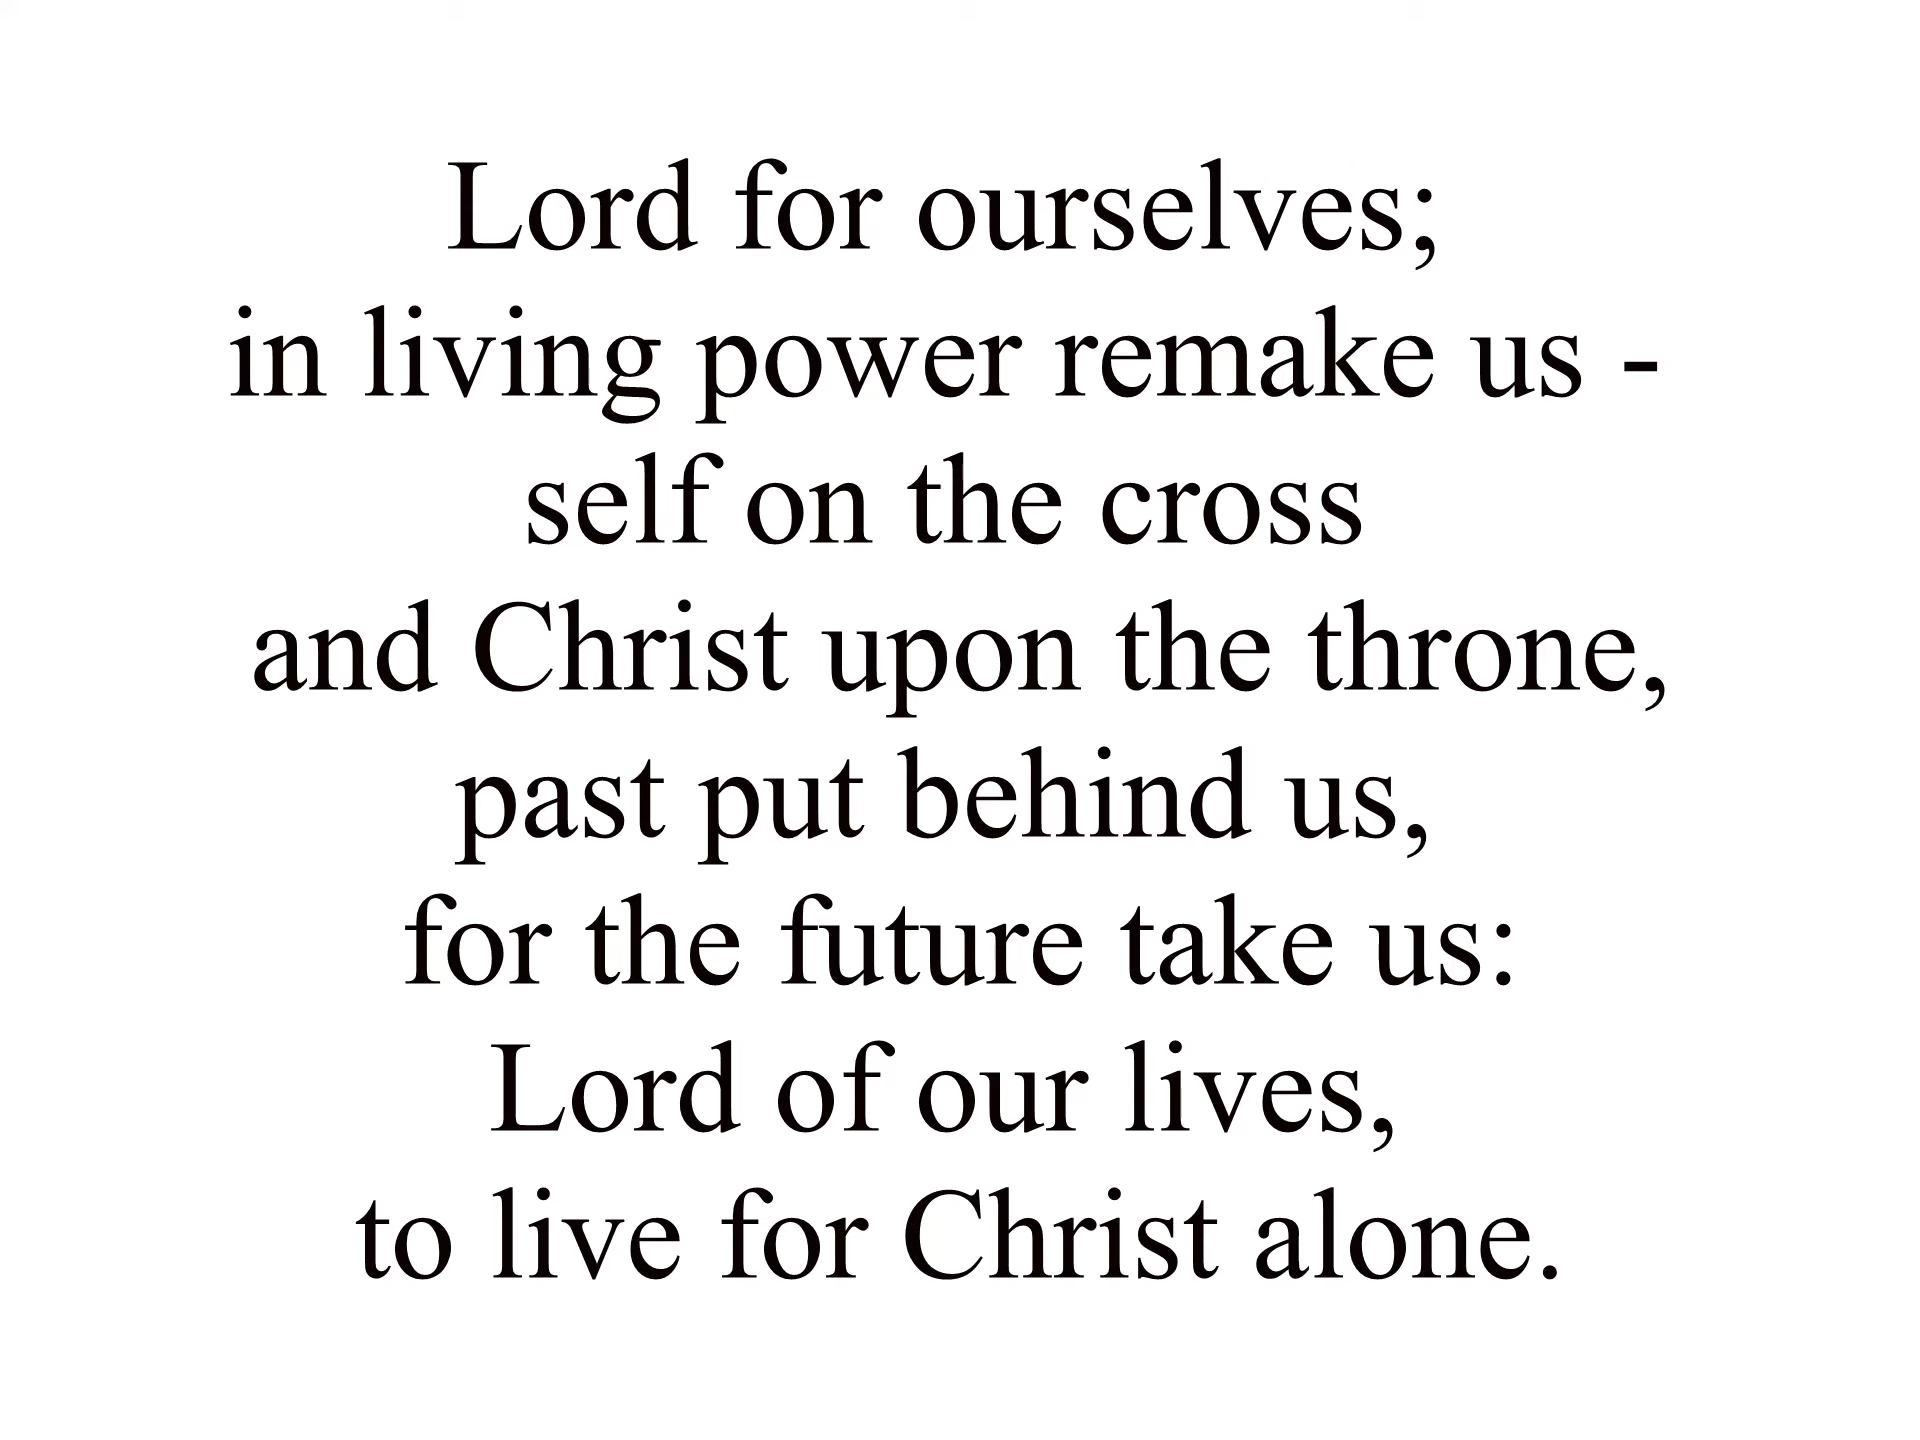 Lord for ourselves;
in living power remake us -
self on the cross
and Christ upon the throne,
past put behind us,
for the future take us:
Lord of our lives,
to live for Christ alone.